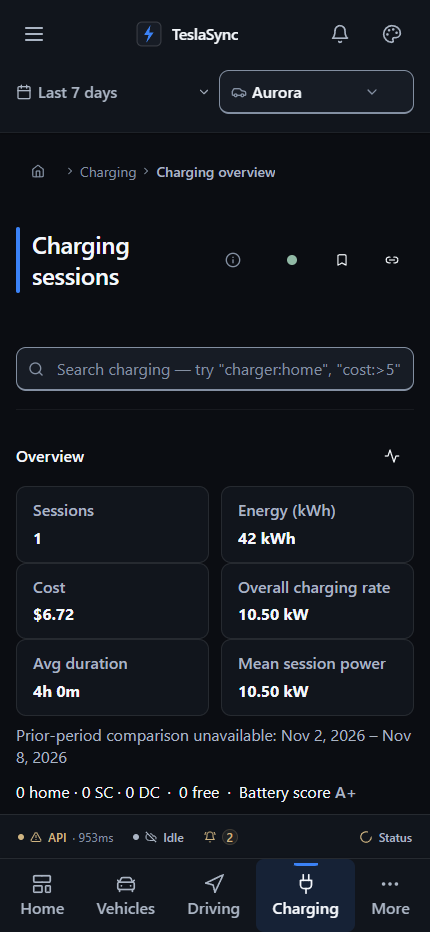 TeslaSync
Last 7 days
Aurora
Charging
Charging overview
Charging
sessions
Search charging — try "charger:home", "cost:>5"
Overview
Sessions
1
Energy (kWh)
42 kWh
Cost
$6.72
Overall charging rate
10.50 kW
Avg duration
4h 0m
Mean session power
10.50 kW
Prior-period comparison unavailable: Nov 2, 2026 – Nov
8, 2026
0 home · 0 SC · 0 DC · 0 free · Battery score A+
API · 953ms
Idle
2
Status
Home
Vehicles
Driving
Charging
More